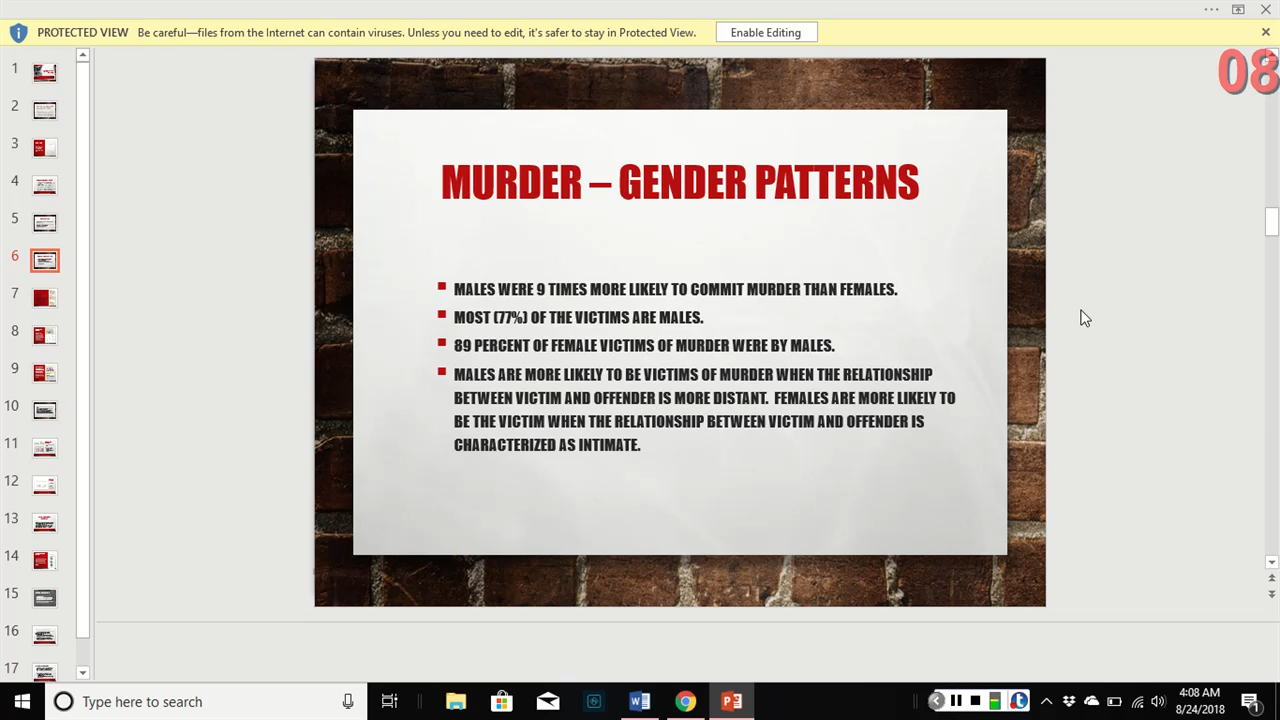 PROTECTED VIEW Be careful—files from the Internet can contain viruses. Unless you need to edit, it's safer to stay in Protected View. Enable Editing
08
1
2
3
4
5
6
7
8
9
10
11
12
13
14
15
16
17
MURDER – GENDER PATTERNS
MALES WERE 9 TIMES MORE LIKELY TO COMMIT MURDER THAN FEMALES.
MOST (77%) OF THE VICTIMS ARE MALES.
89 PERCENT OF FEMALE VICTIMS OF MURDER WERE BY MALES.
MALES ARE MORE LIKELY TO BE VICTIMS OF MURDER WHEN THE RELATIONSHIP
BETWEEN VICTIM AND OFFENDER IS MORE DISTANT. FEMALES ARE MORE LIKELY TO
BE THE VICTIM WHEN THE RELATIONSHIP BETWEEN VICTIM AND OFFENDER IS
CHARACTERIZED AS INTIMATE.
Type here to search
4:08 AM
8/24/2018
1